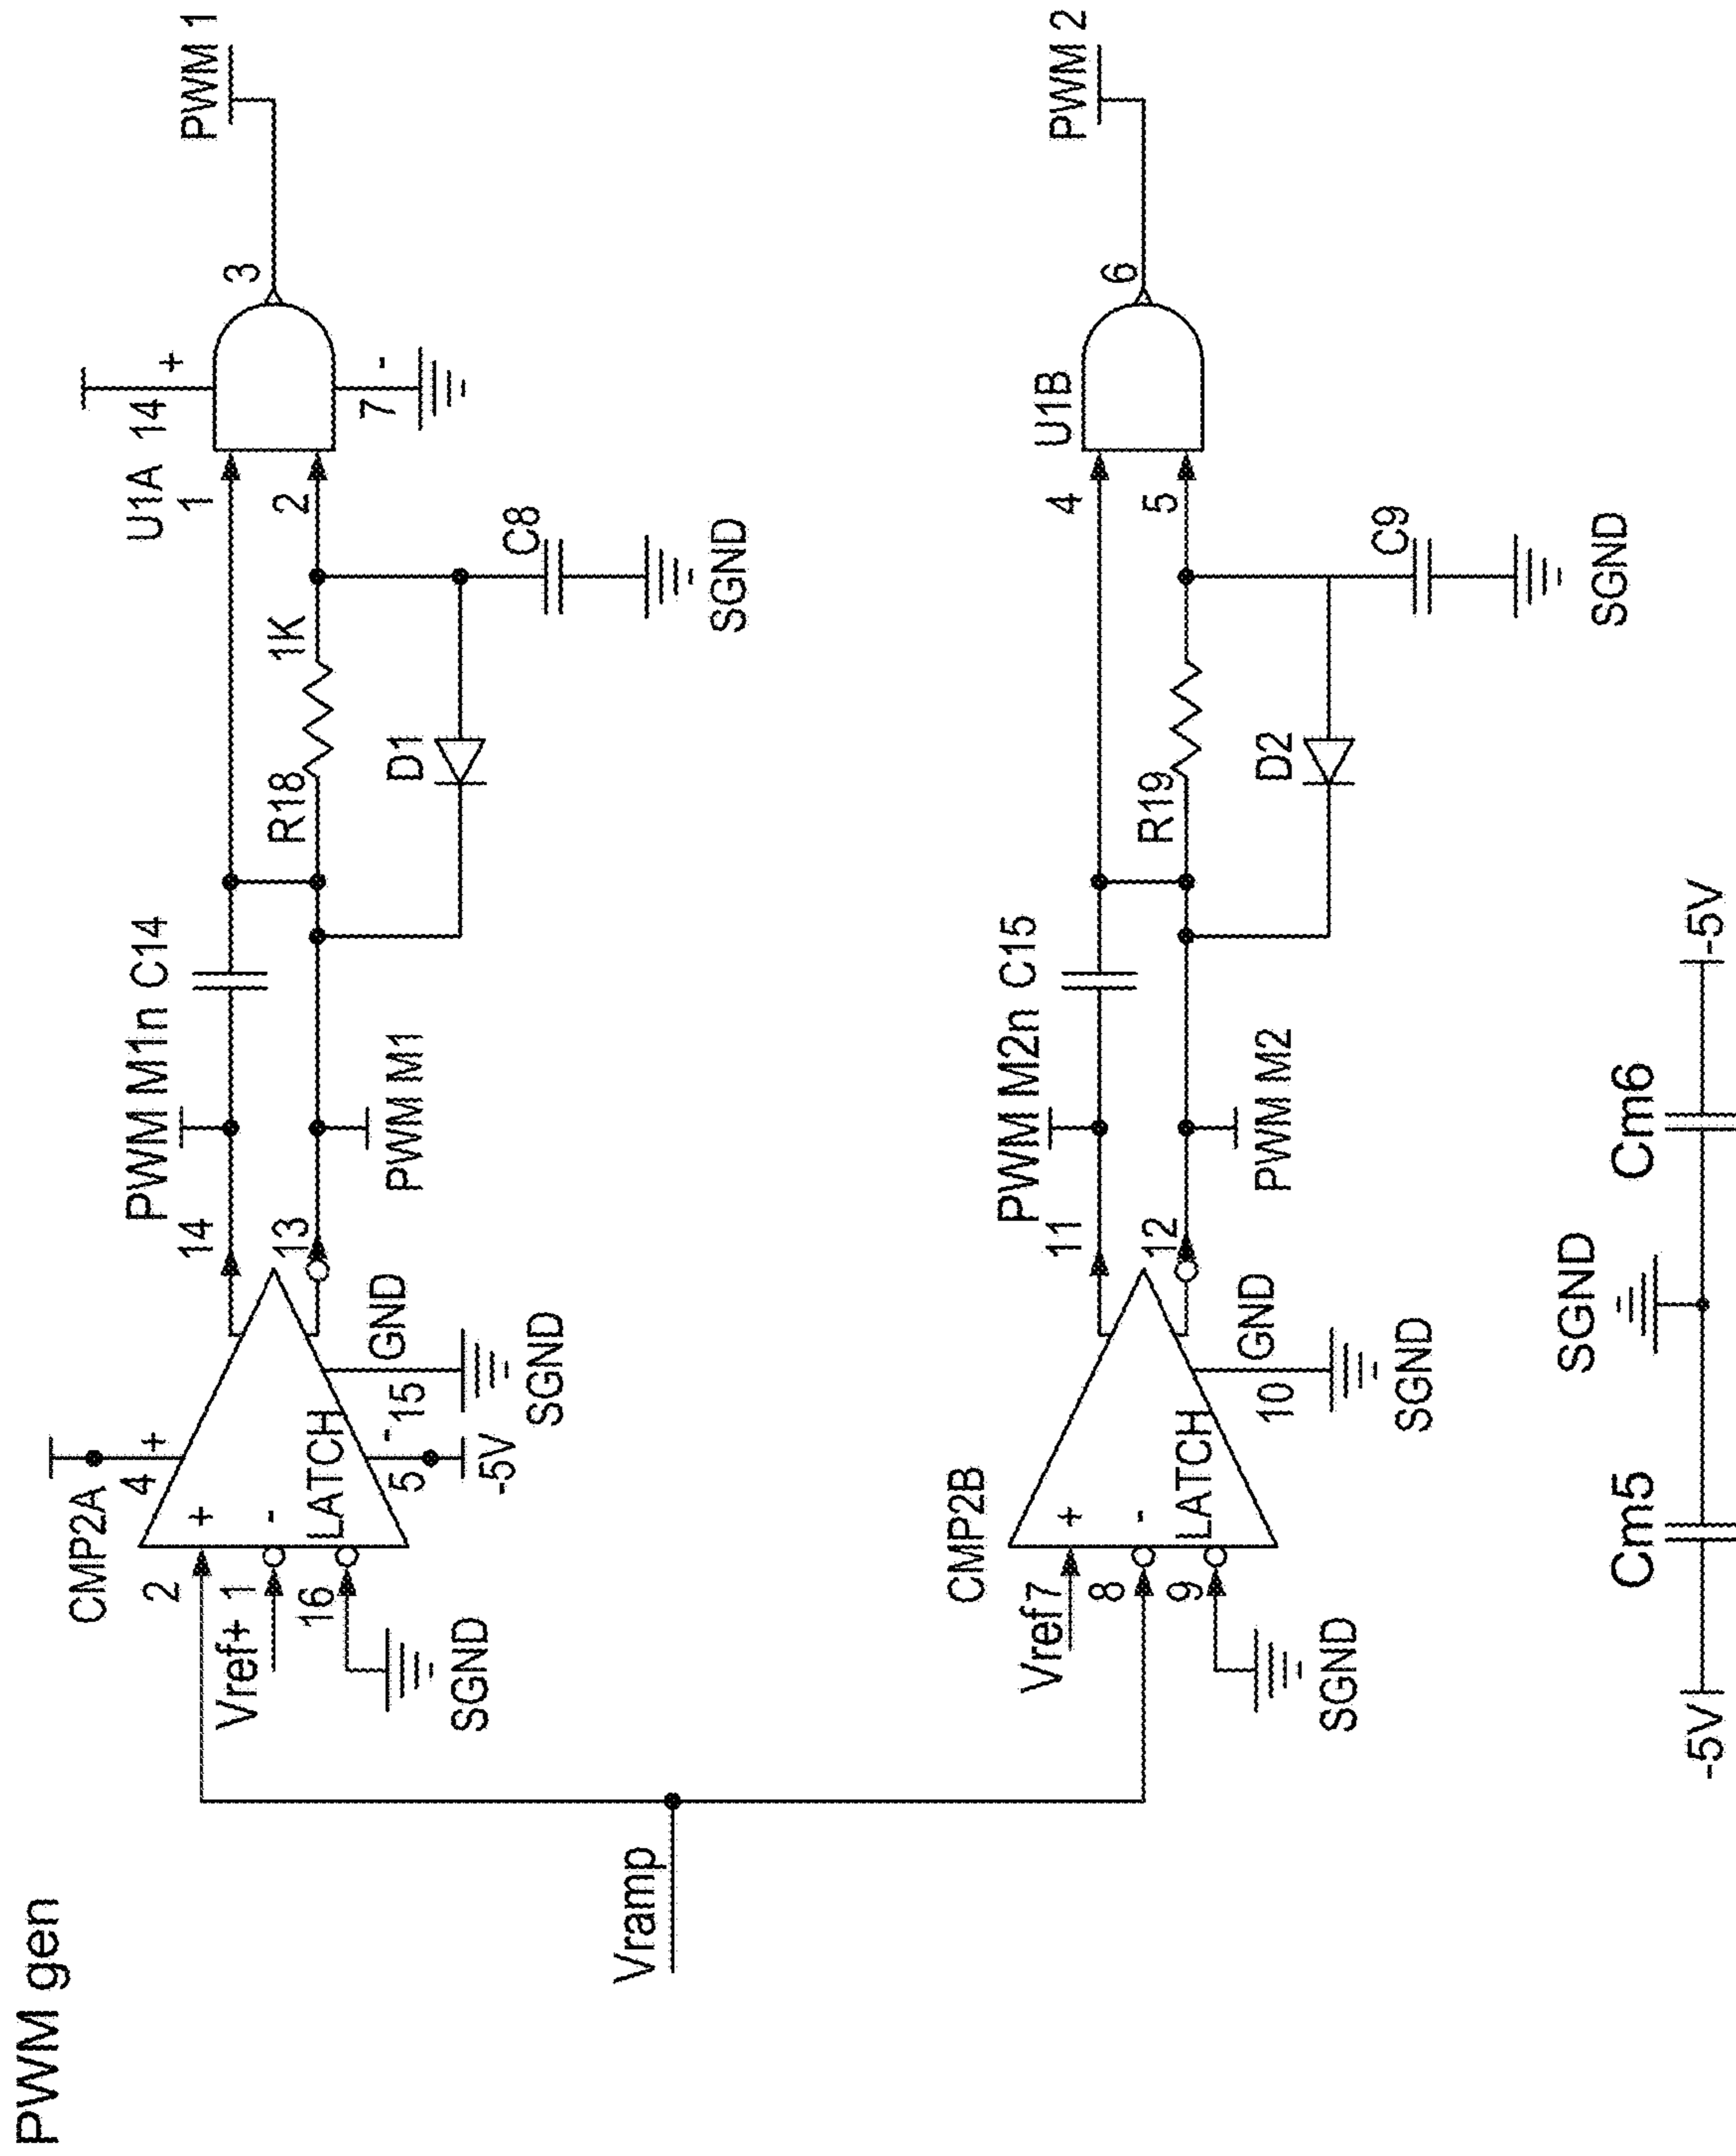 PWM gen
Vramp
CMP2A
4
+
2
+
Vref+ 1
-
16
LATCH
SGND
5
-
-5V
15
GND
SGND
14
13
PWM M1n C14
PWM M1
R18
1K
D1
C8
SGND
U1A 14
+
1
2
7
-
3
PWM 1
CMP2B
Vref 7
+
8
-
9
LATCH
SGND
10
GND
SGND
11
12
PWM M2n C15
PWM M2
R19
D2
C9
SGND
U1B
4
5
6
PWM 2
-5V
Cm5
SGND
Cm6
-5V